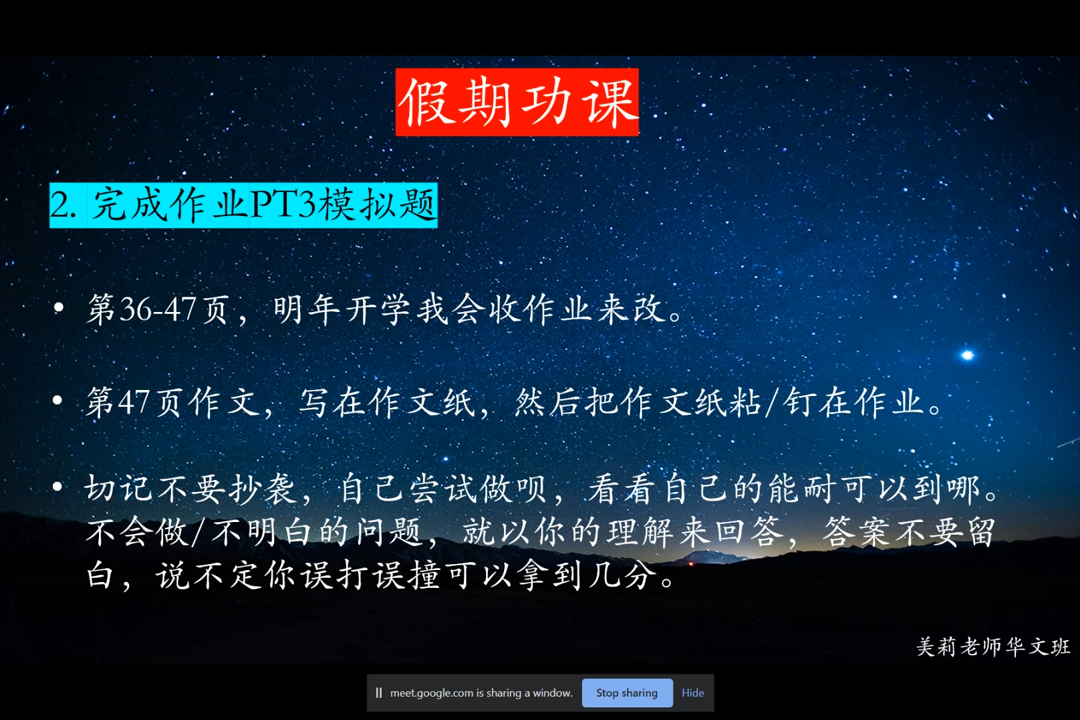 假期功课
2. 完成作业PT3模拟题
• 第36-47页，明年开学我会收作业来改。
• 第47页作文，写在作文纸，然后把作文纸粘/钉在作业。
• 切记不要抄袭，自己尝试做呗，看看自己的能耐可以到哪。
不会做/不明白的问题，就以你的理解来回答，答案不要留
白，说不定你误打误撞可以拿到几分。
美莉老师华文班
meet.google.com is sharing a window. Stop sharing Hide